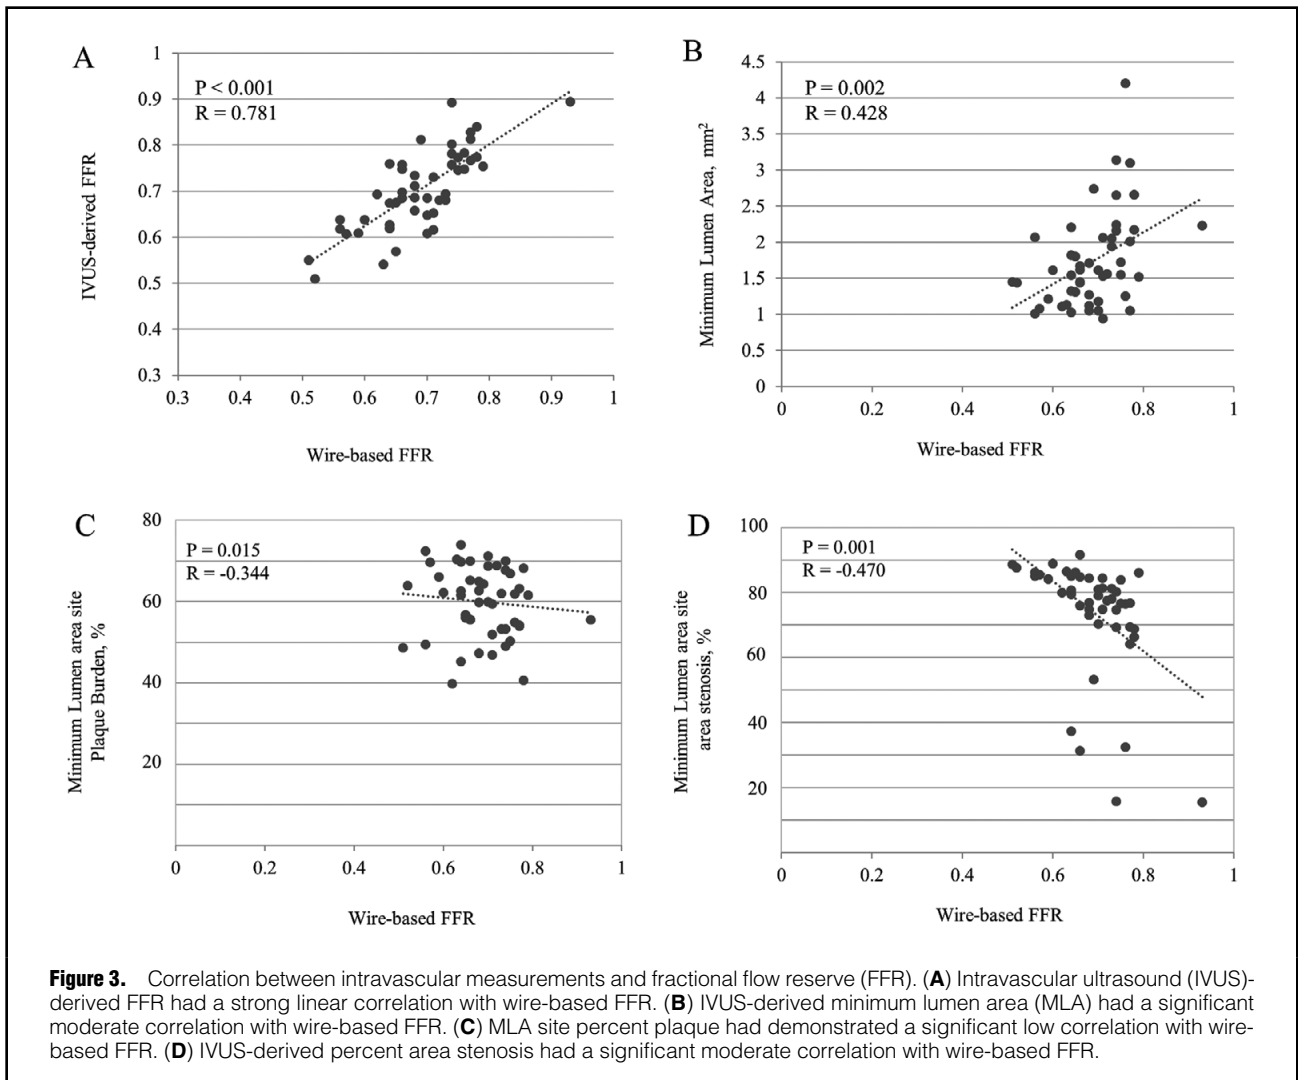 A
P < 0.001
R = 0.781
IVUS-derived FFR
1
0.9
0.8
0.7
0.6
0.5
0.4
0.3
0.3 0.4 0.5 0.6 0.7 0.8 0.9 1
Wire-based FFR
B
P = 0.002
R = 0.428
Minimum Lumen Area, mm²
4.5
4
3.5
3
2.5
2
1.5
1
0.5
0
0 0.2 0.4 0.6 0.8 1
Wire-based FFR
C
P = 0.015
R = -0.344
Minimum Lumen area site
Plaque Burden, %
80
60
40
20
0 0.2 0.4 0.6 0.8 1
Wire-based FFR
D
P = 0.001
R = -0.470
Minimum Lumen area site
area stenosis, %
100
80
60
40
20
0 0.2 0.4 0.6 0.8 1
Wire-based FFR
Figure 3. Correlation between intravascular measurements and fractional flow reserve (FFR). (A) Intravascular ultrasound (IVUS)-
derived FFR had a strong linear correlation with wire-based FFR. (B) IVUS-derived minimum lumen area (MLA) had a significant
moderate correlation with wire-based FFR. (C) MLA site percent plaque had demonstrated a significant low correlation with wire-
based FFR. (D) IVUS-derived percent area stenosis had a significant moderate correlation with wire-based FFR.